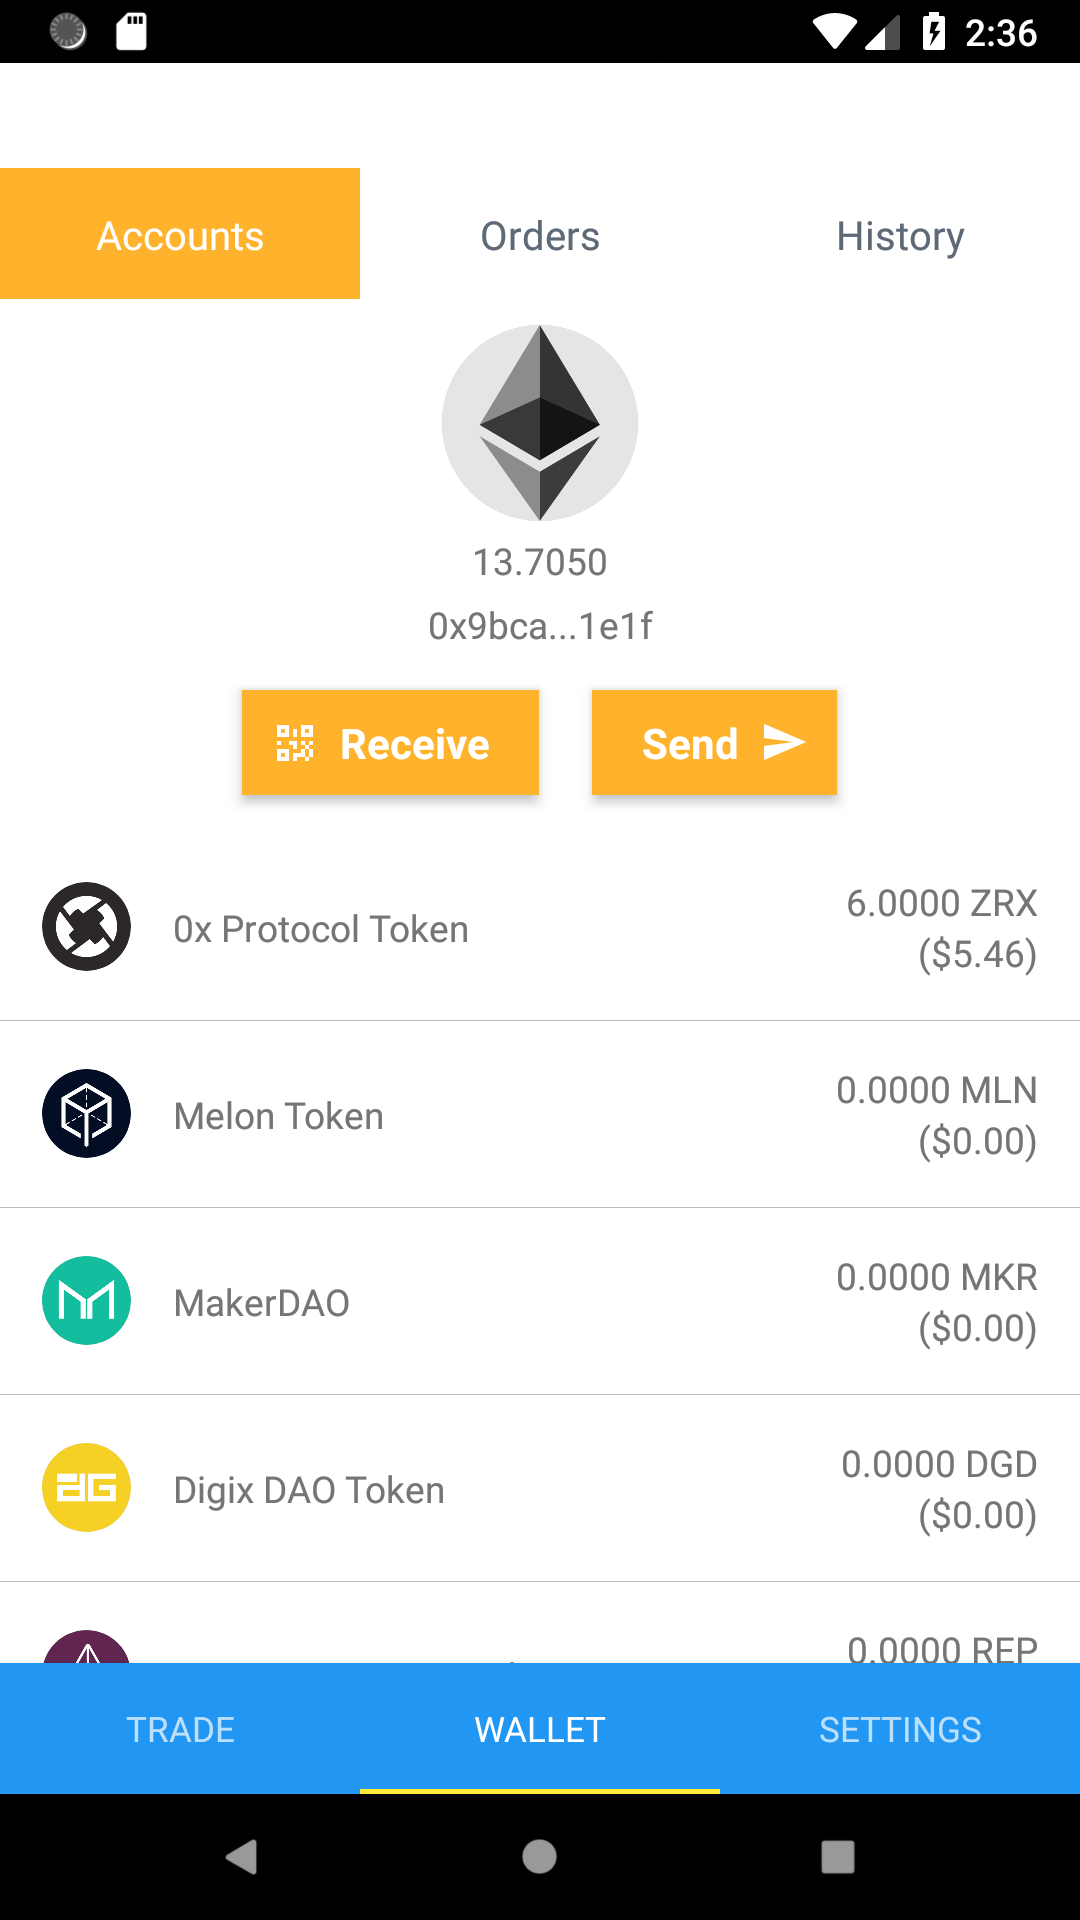 2:36
Accounts
Orders
History
13.7050
0x9bca...1e1f
Receive
Send
0x Protocol Token
6.0000 ZRX
($5.46)
Melon Token
0.0000 MLN
($0.00)
MakerDAO
0.0000 MKR
($0.00)
Digix DAO Token
0.0000 DGD
($0.00)
0.0000 REP
TRADE
WALLET
SETTINGS